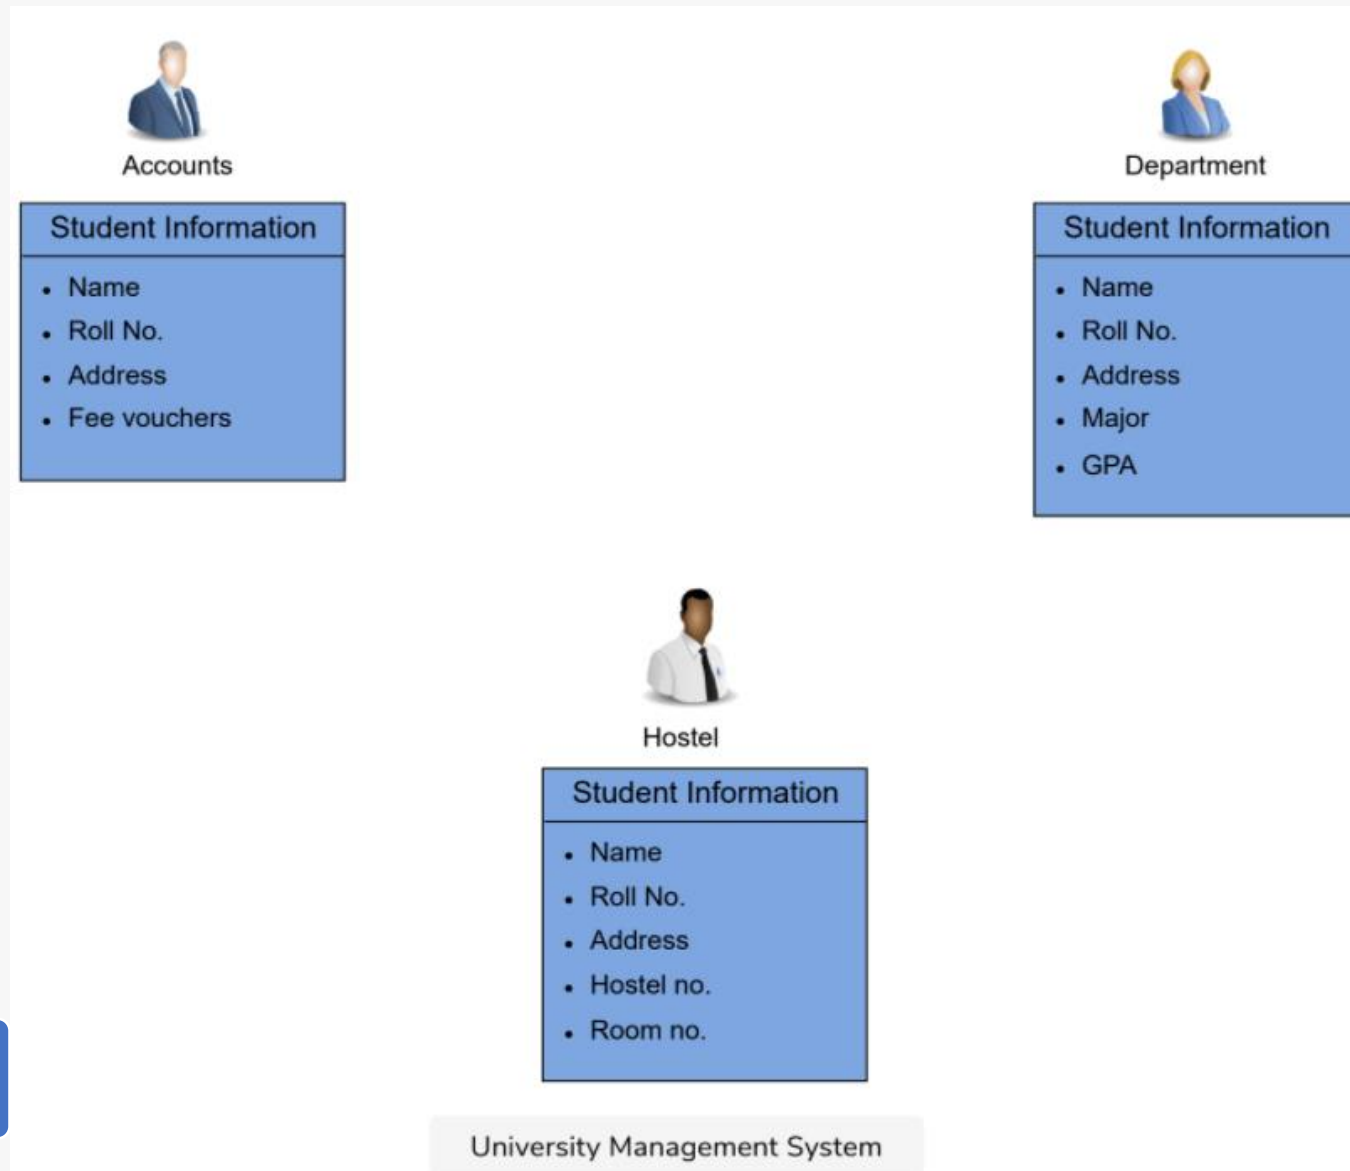 Accounts
Student Information
• Name
• Roll No.
• Address
• Fee vouchers
Department
Student Information
• Name
• Roll No.
• Address
• Major
• GPA
Hostel
Student Information
• Name
• Roll No.
• Address
• Hostel no.
• Room no.
University Management System